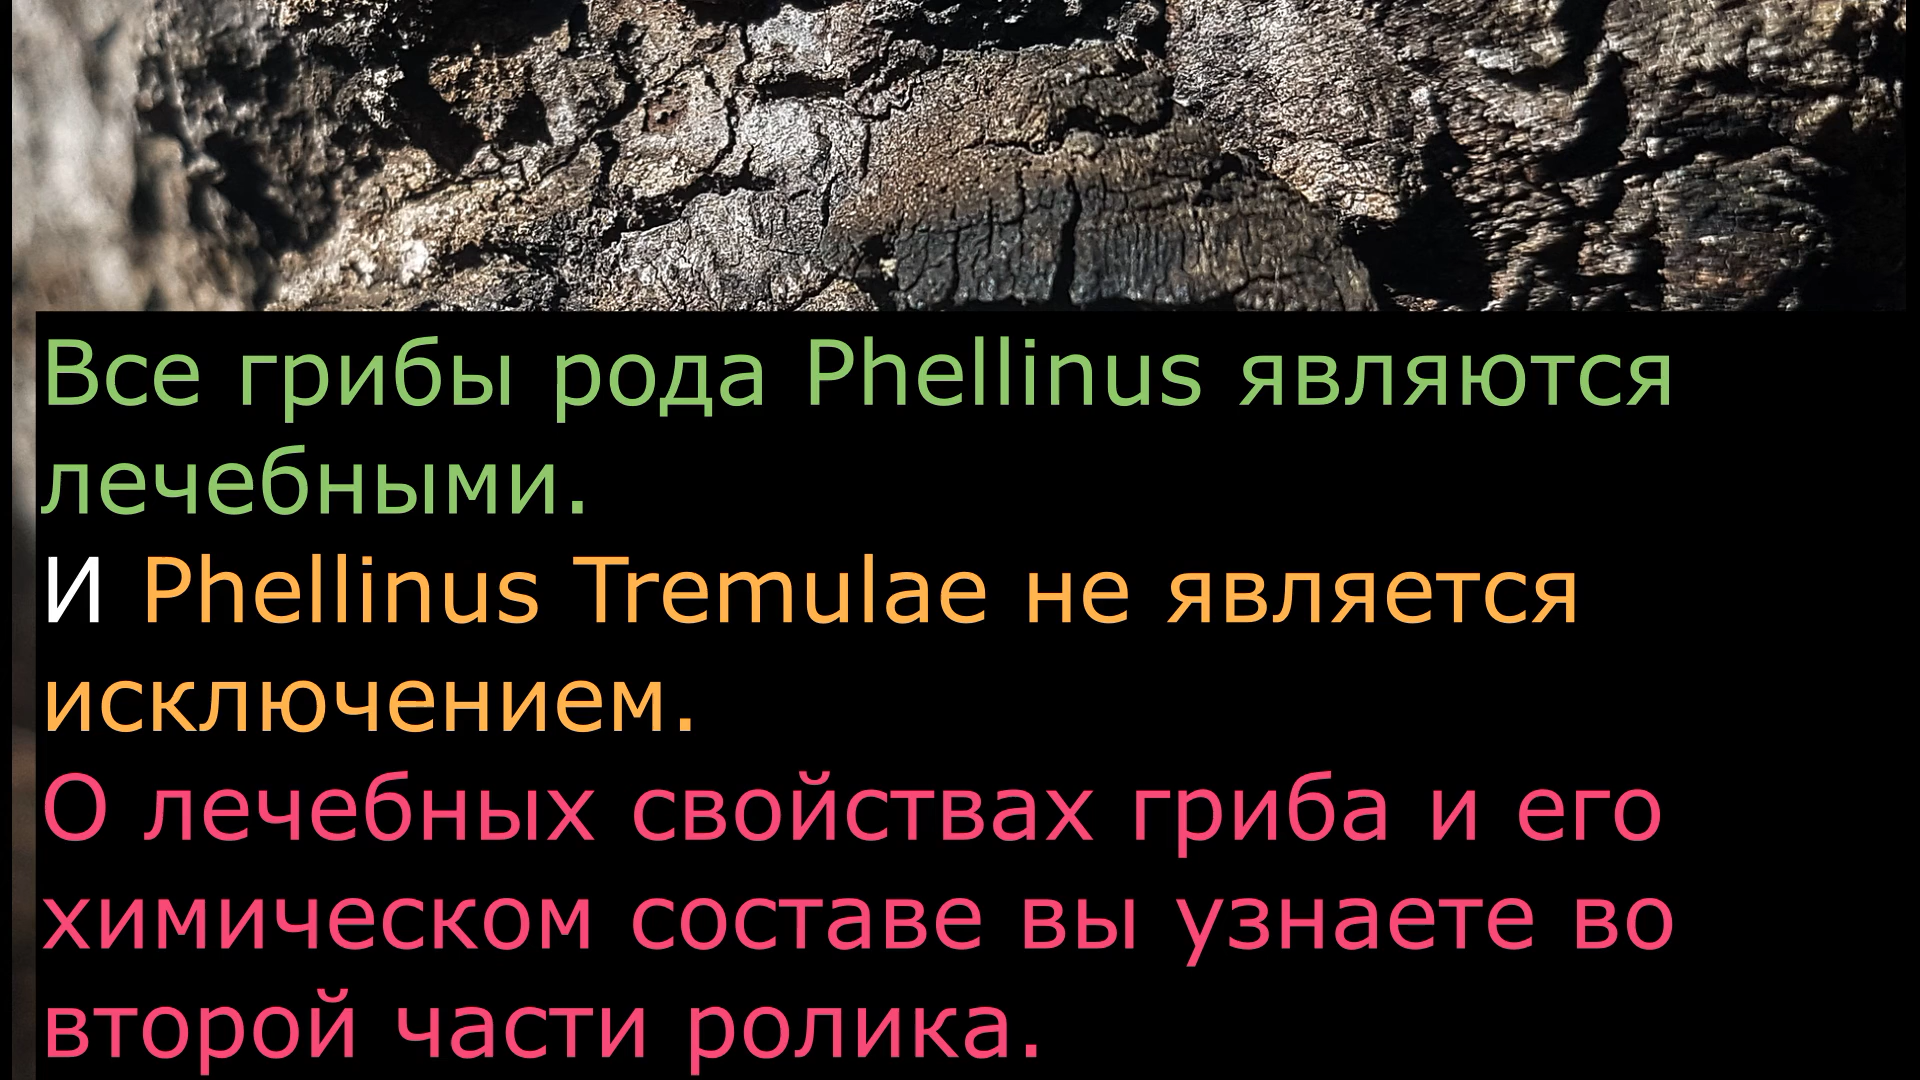 Все грибы рода Phellinus являются
лечебными.
И Phellinus Tremulae не является
исключением.
О лечебных свойствах гриба и его
химическом составе вы узнаете во
второй части ролика.